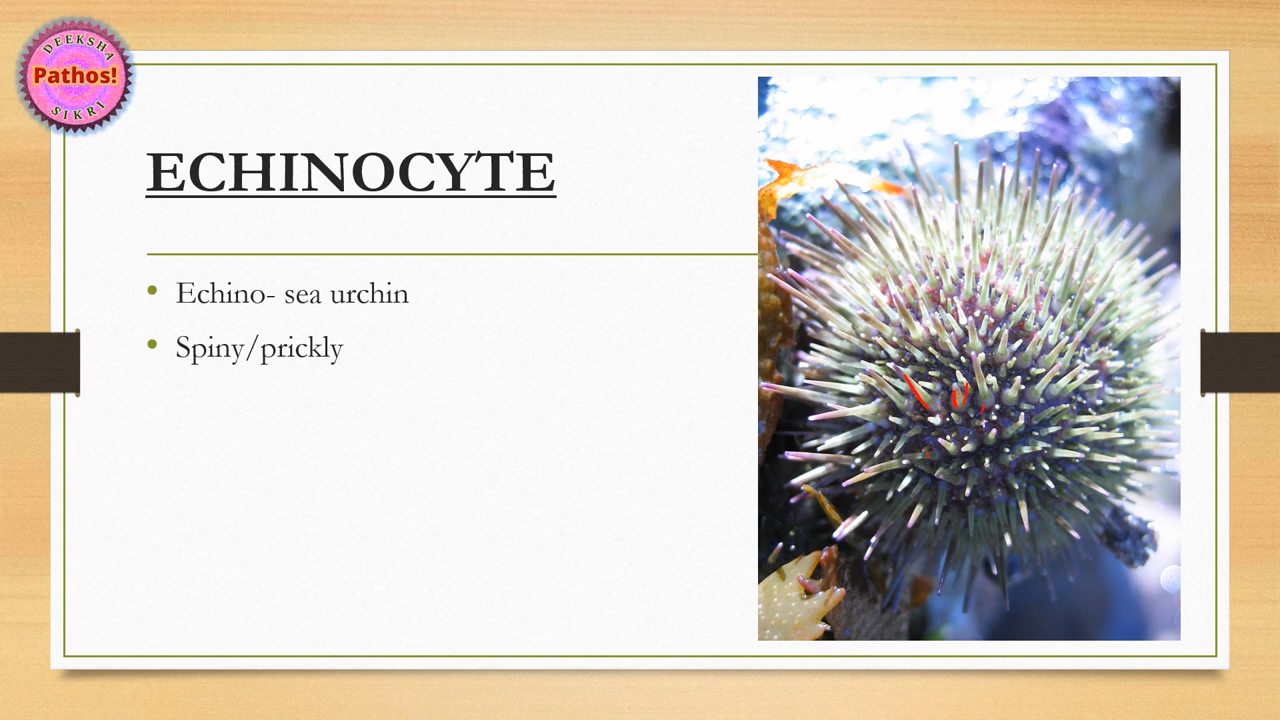 DEEKSHA
Pathos!
SIKRI
ECHINOCYTE
Echino- sea urchin
Spiny/prickly